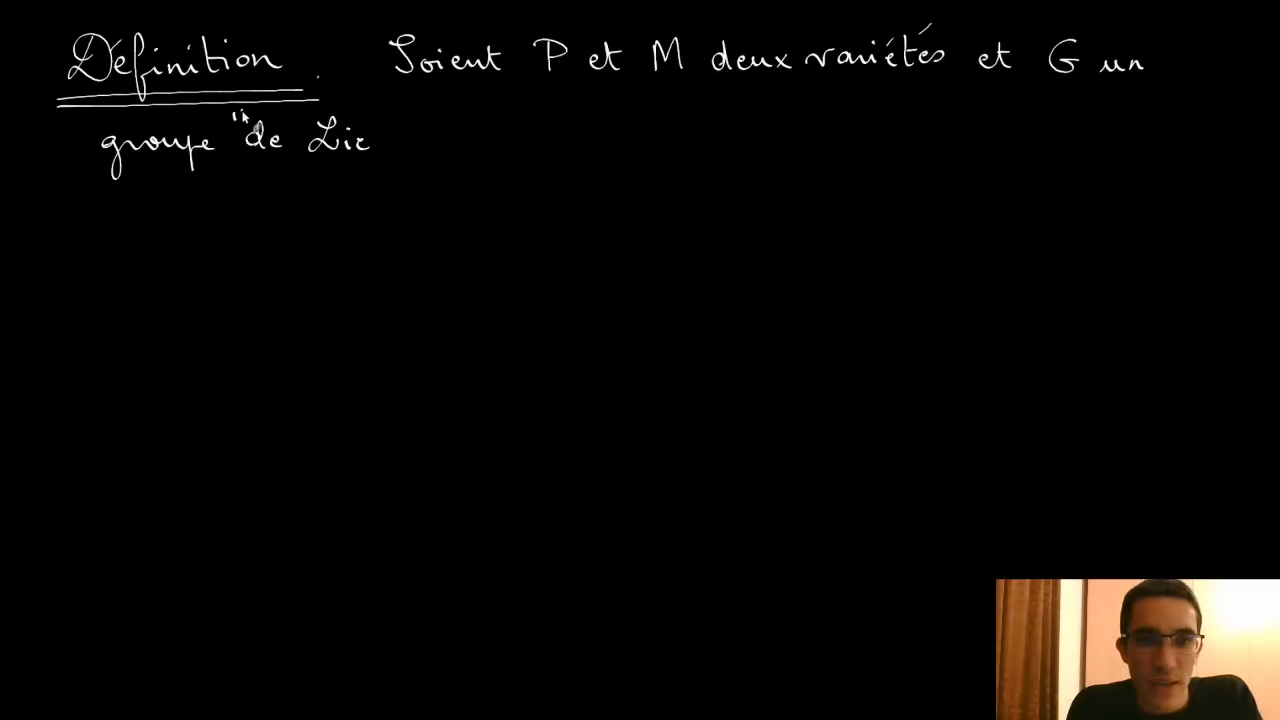 Définition. Soient P et M deux variétés et G un
groupe de Lie